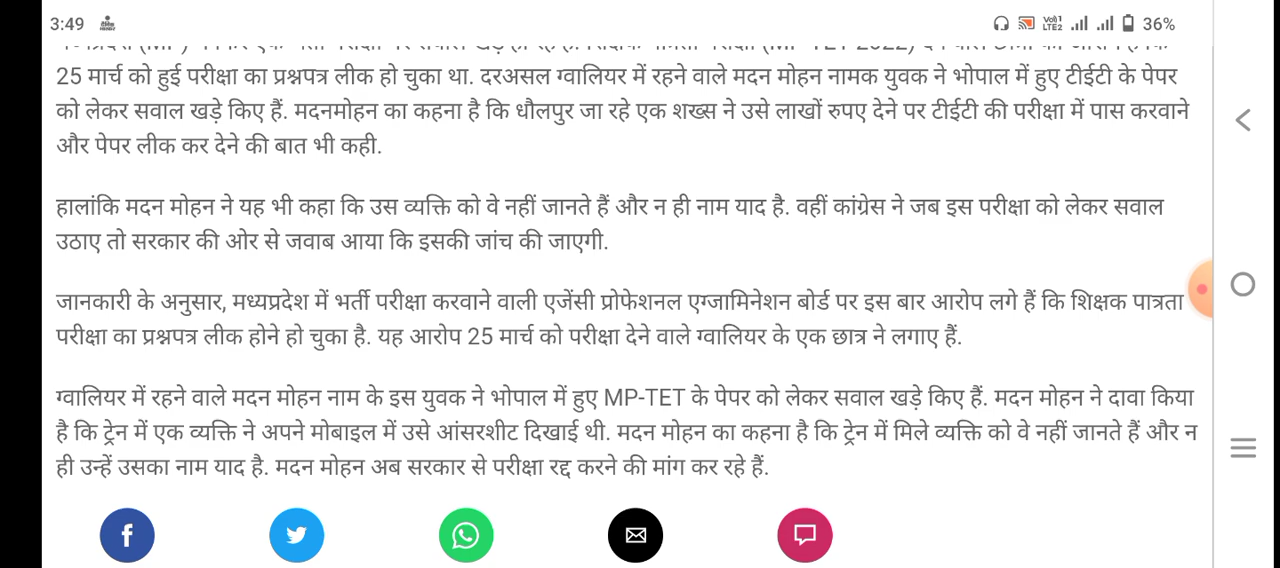 3:49
36%
25 मार्च को हुई परीक्षा का प्रश्नपत्र लीक हो चुका था. दरअसल ग्वालियर में रहने वाले मदन मोहन नामक युवक ने भोपाल में हुए टीईटी के पेपर
को लेकर सवाल खड़े किए हैं. मदनमोहन का कहना है कि धौलपुर जा रहे एक शख्स ने उसे लाखों रुपए देने पर टीईटी की परीक्षा में पास करवाने
और पेपर लीक कर देने की बात भी कही.
हालांकि मदन मोहन ने यह भी कहा कि उस व्यक्ति को वे नहीं जानते हैं और न ही नाम याद है. वहीं कांग्रेस ने जब इस परीक्षा को लेकर सवाल
उठाए तो सरकार की ओर से जवाब आया कि इसकी जांच की जाएगी.
जानकारी के अनुसार, मध्यप्रदेश में भर्ती परीक्षा करवाने वाली एजेंसी प्रोफेशनल एग्जामिनेशन बोर्ड पर इस बार आरोप लगे हैं कि शिक्षक पात्रता
परीक्षा का प्रश्नपत्र लीक होने हो चुका है. यह आरोप 25 मार्च को परीक्षा देने वाले ग्वालियर के एक छात्र ने लगाए हैं.
ग्वालियर में रहने वाले मदन मोहन नाम के इस युवक ने भोपाल में हुए MP-TET के पेपर को लेकर सवाल खड़े किए हैं. मदन मोहन ने दावा किया
है कि ट्रेन में एक व्यक्ति ने अपने मोबाइल में उसे आंसरशीट दिखाई थी. मदन मोहन का कहना है कि ट्रेन में मिले व्यक्ति को वे नहीं जानते हैं और न
ही उन्हें उसका नाम याद है. मदन मोहन अब सरकार से परीक्षा रद्द करने की मांग कर रहे हैं.